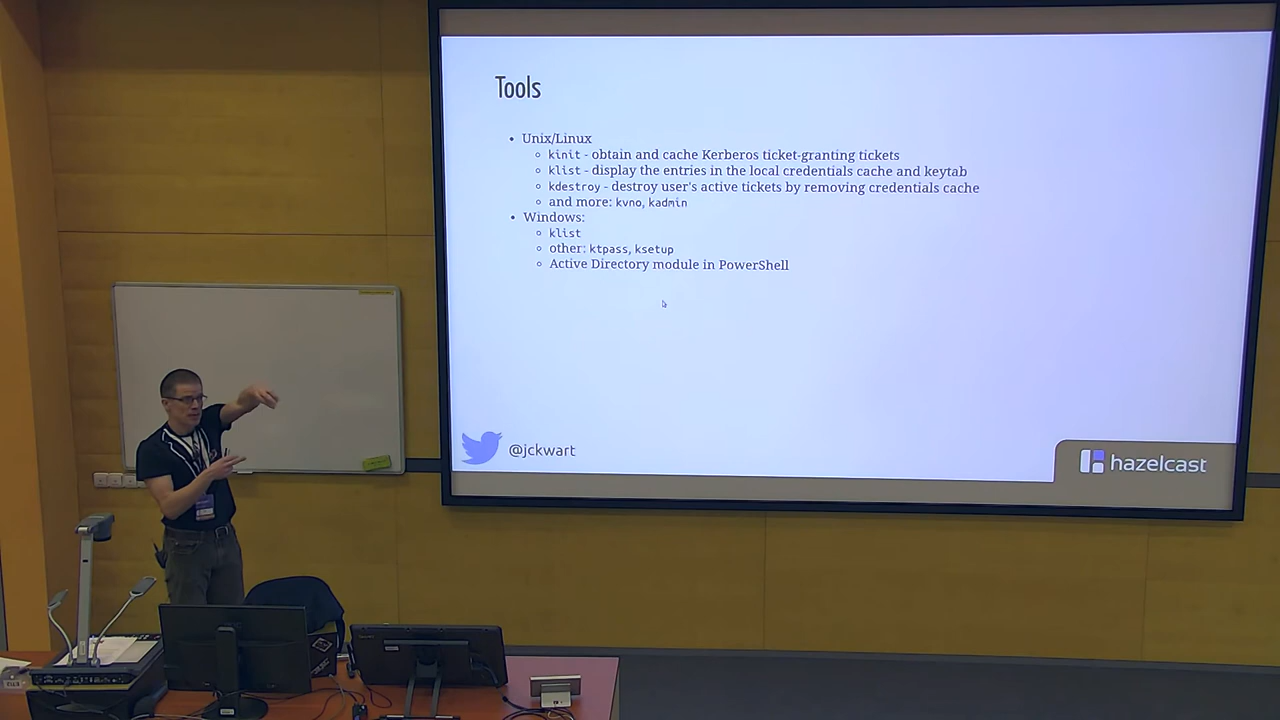 Tools
Unix/Linux
kinit - obtain and cache Kerberos ticket-granting tickets
klist - display the entries in the local credentials cache and keytab
kdestroy - destroy user's active tickets by removing credentials cache
and more: kvno, kadmin
Windows:
klist
other: ktpass, ksetup
Active Directory module in PowerShell
@jckwart
hazelcast